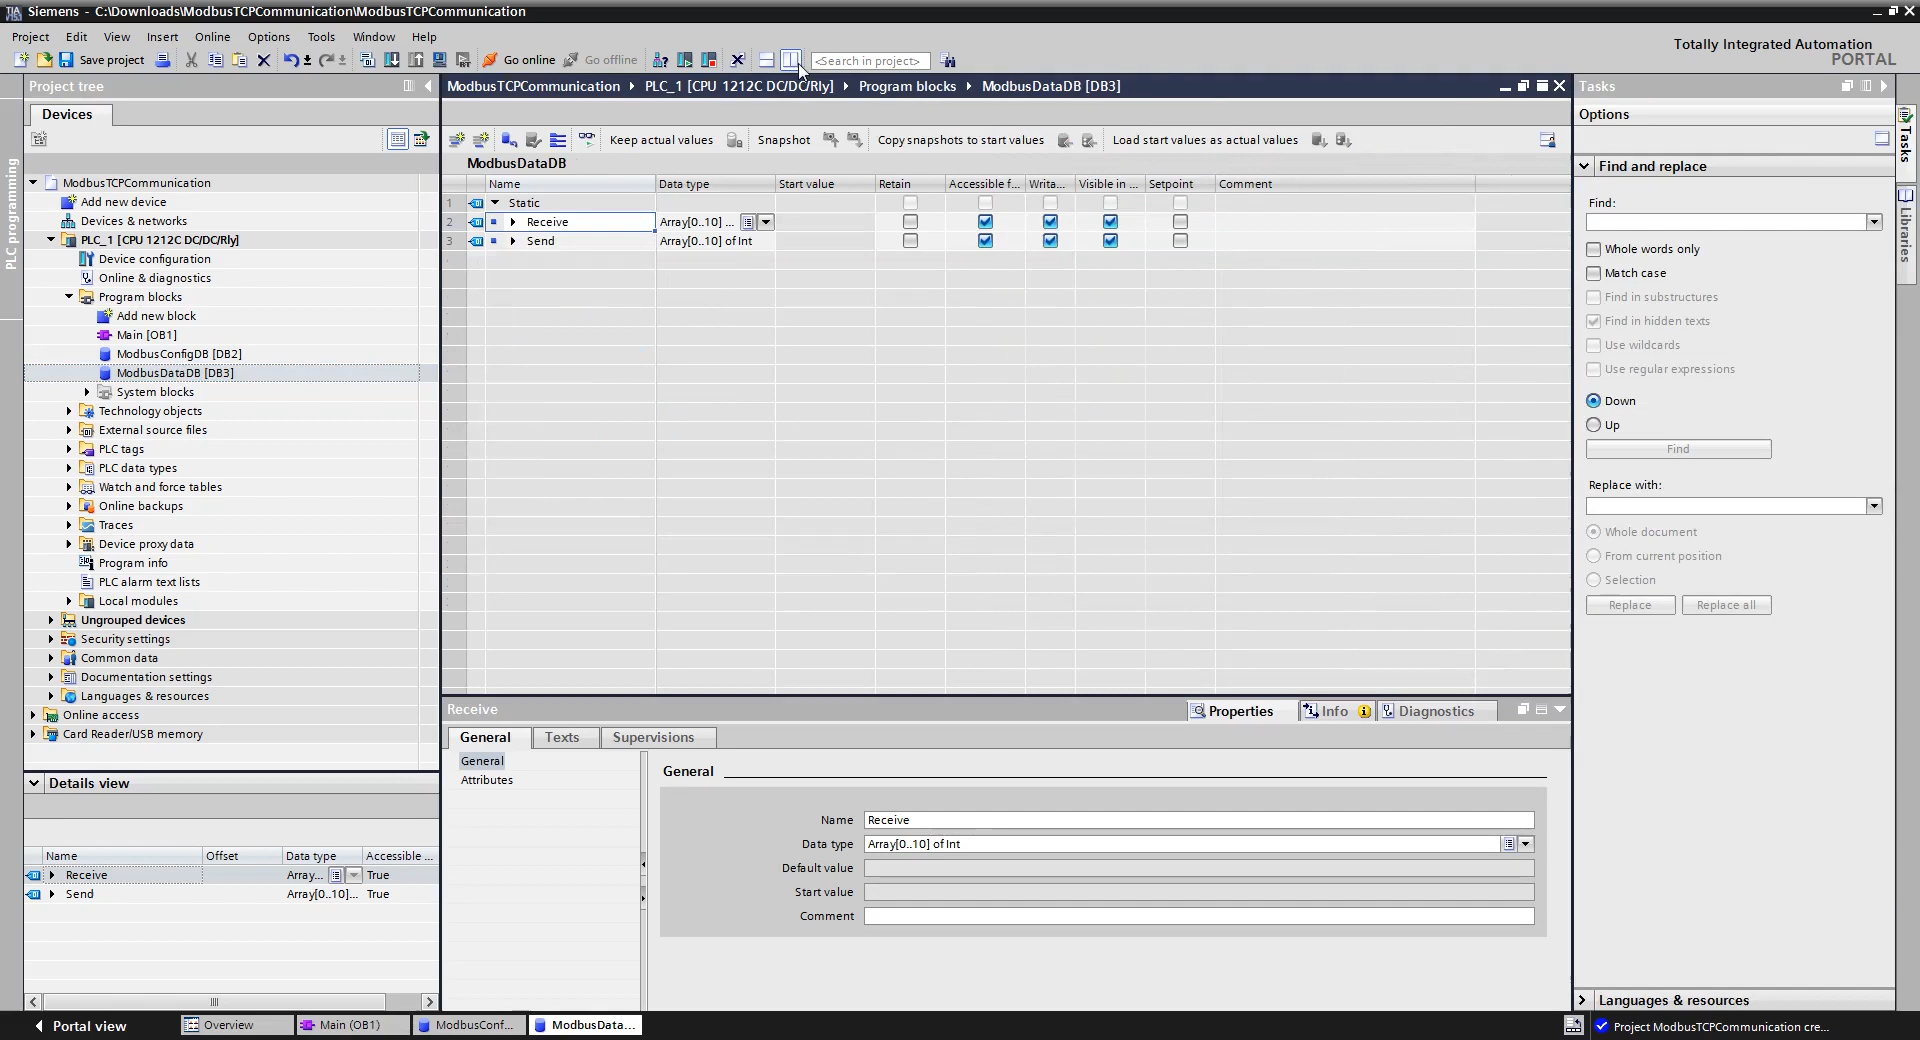 Siemens - C:\Downloads\ModbusTCPCommunication\ModbusTCPCommunication
Project Edit View Insert Online Options Tools Window Help
Totally Integrated Automation
PORTAL
Save project Go online Go offline <Search in project>
Project tree
Devices
PLC programming
ModbusTCPCommunication
Add new device
Devices & networks
PLC_1 [CPU 1212C DC/DC/Rly]
Device configuration
Online & diagnostics
Program blocks
Add new block
Main [OB1]
ModbusConfigDB [DB2]
ModbusDataDB [DB3]
System blocks
Technology objects
External source files
PLC tags
PLC data types
Watch and force tables
Online backups
Traces
Device proxy data
Program info
PLC alarm text lists
Local modules
Ungrouped devices
Security settings
Common data
Documentation settings
Languages & resources
Online access
Card Reader/USB memory
Details view
Name Offset Data type Accessible ...
Receive Array... True
Send Array[0..10]... True
ModbusTCPCommunication PLC_1 [CPU 1212C DC/DC/Rly] Program blocks ModbusDataDB [DB3]
Keep actual values Snapshot Copy snapshots to start values Load start values as actual values
ModbusDataDB
Name Data type Start value Retain Accessible f... Writa... Visible in ... Setpoint Comment
1 Static
2 Receive Array[0..10] ...
3 Send Array[0..10] of Int
Receive
Properties Info Diagnostics
General Texts Supervisions
General
Attributes
General
Name Receive
Data type Array[0..10] of Int
Default value
Start value
Comment
Tasks
Options
Find and replace
Find:
Whole words only
Match case
Find in substructures
Find in hidden texts
Use wildcards
Use regular expressions
Down
Up
Find
Replace with:
Whole document
From current position
Selection
Replace Replace all
Languages & resources
Tasks
Libraries
Portal view Overview Main (OB1) ModbusConf... ModbusData... Project ModbusTCPCommunication cre...